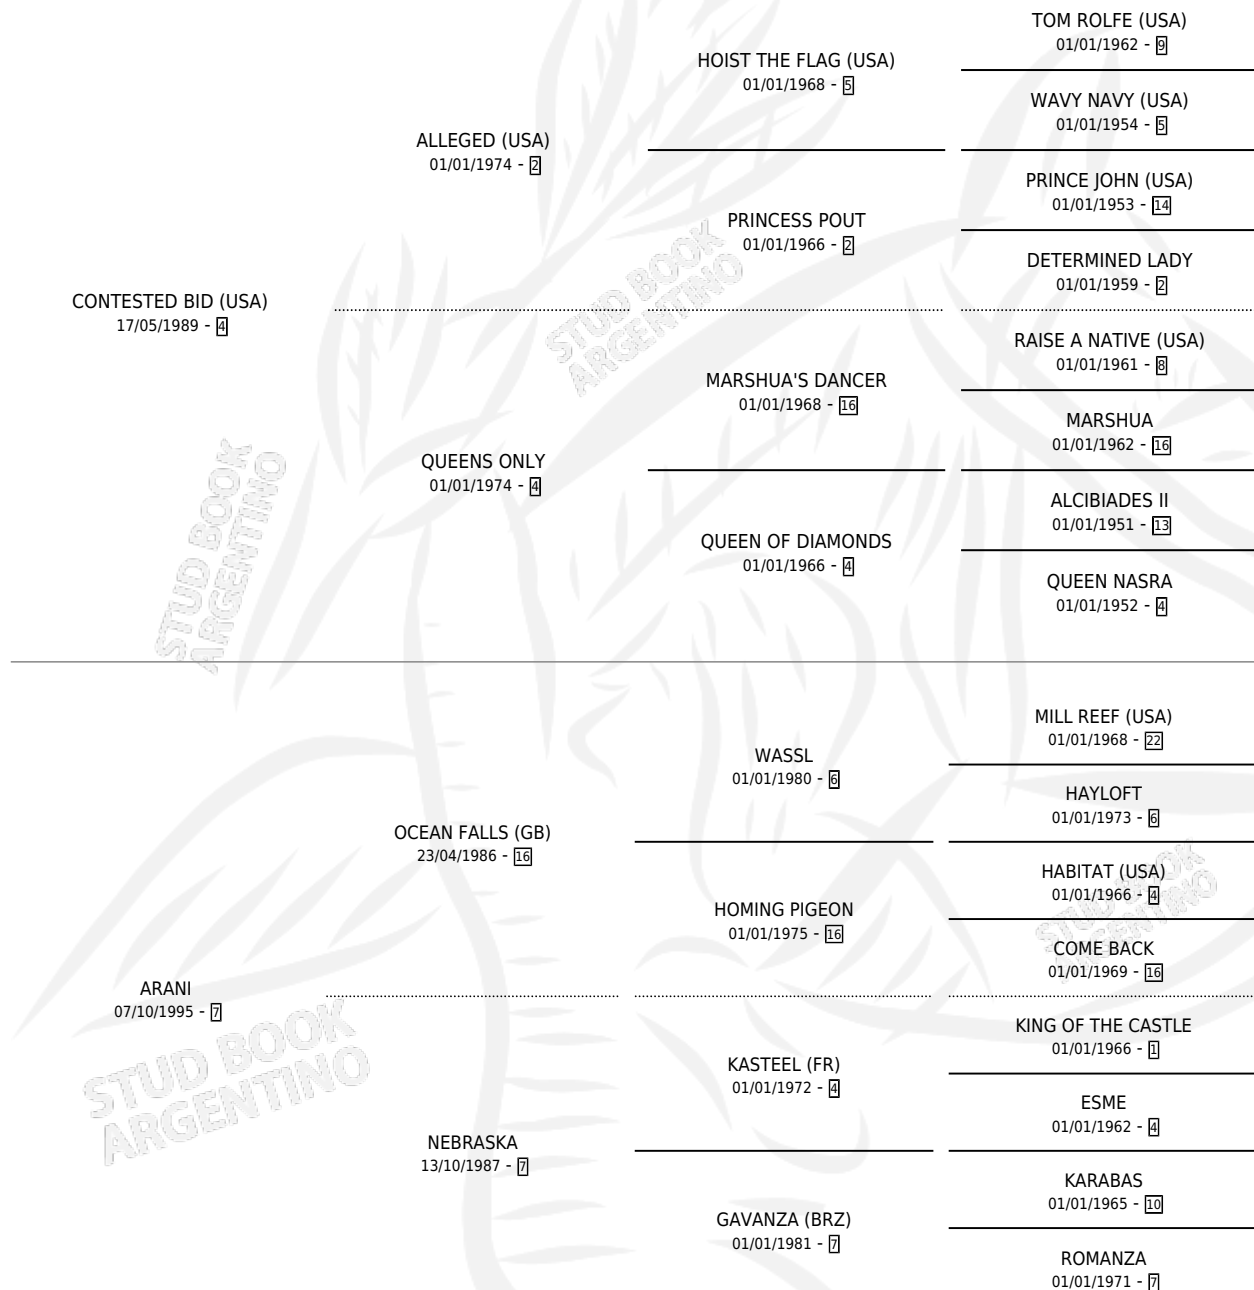 TOM ROLFE (USA)
01/01/1962 - 9
HOIST THE FLAG (USA)
01/01/1968 - 5
WAVY NAVY (USA)
01/01/1954 - 5
ALLEGED (USA)
01/01/1974 - 2
PRINCE JOHN (USA)
01/01/1953 - 14
PRINCESS POUT
01/01/1966 - 2
DETERMINED LADY
01/01/1959 - 2
CONTESTED BID (USA)
17/05/1989 - 4
RAISE A NATIVE (USA)
01/01/1961 - 8
MARSHUA'S DANCER
01/01/1968 - 16
MARSHUA
01/01/1962 - 16
QUEENS ONLY
01/01/1974 - 4
ALCIBIADES II
01/01/1951 - 13
QUEEN OF DIAMONDS
01/01/1966 - 4
QUEEN NASRA
01/01/1952 - 4
MILL REEF (USA)
01/01/1968 - 22
WASSL
01/01/1980 - 6
HAYLOFT
01/01/1973 - 6
OCEAN FALLS (GB)
23/04/1986 - 16
HABITAT (USA)
01/01/1966 - 4
HOMING PIGEON
01/01/1975 - 16
COME BACK
01/01/1969 - 16
ARANI
07/10/1995 - 7
KING OF THE CASTLE
01/01/1966 - 1
KASTEEL (FR)
01/01/1972 - 4
ESME
01/01/1962 - 4
NEBRASKA
13/10/1987 - 7
KARABAS
01/01/1965 - 10
GAVANZA (BRZ)
01/01/1981 - 7
ROMANZA
01/01/1971 - 7
STUD BOOK
ARGENTINO
STUD BOOK
ARGENTINO
STUD BOOK
ARGENTINO
STUD BOOK
ARGENTINO